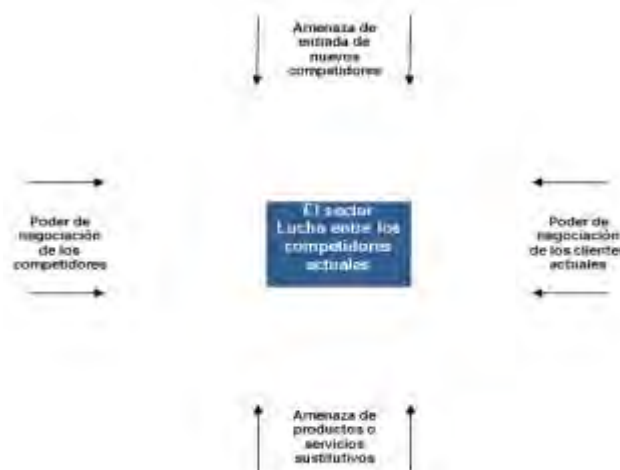 Amenaza de
entrada de
nuevos
competidores
El sector
Lucha entre los
competidores
actuales
Poder de
negociación
de los
competidores
Poder de
negociación
de los cliente
actuales
Amenaza de
productos o
servicios
sustitutivos